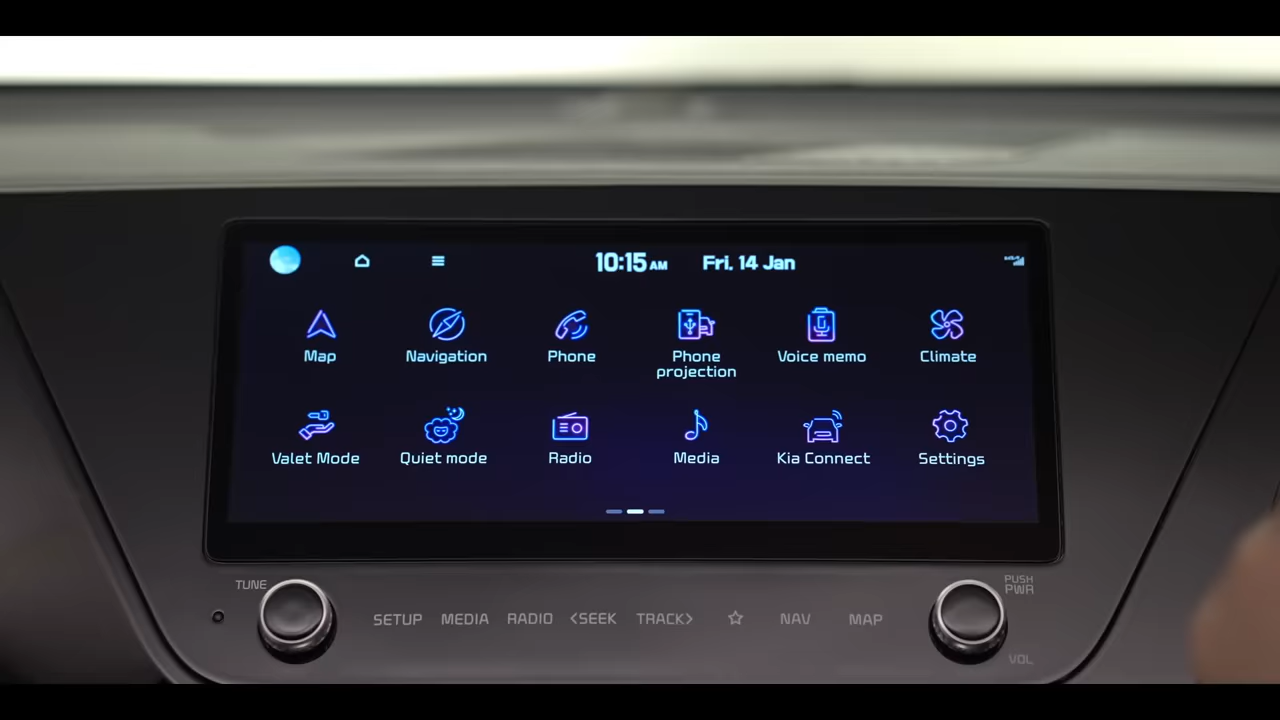 10:15 AM Fri, 14 Jan
Map Navigation Phone Phone projection Voice memo Climate
Valet Mode Quiet mode Radio Media Kia Connect Settings
TUNE
PUSH
PWR
SETUP MEDIA RADIO <SEEK TRACK> NAV MAP
VOL